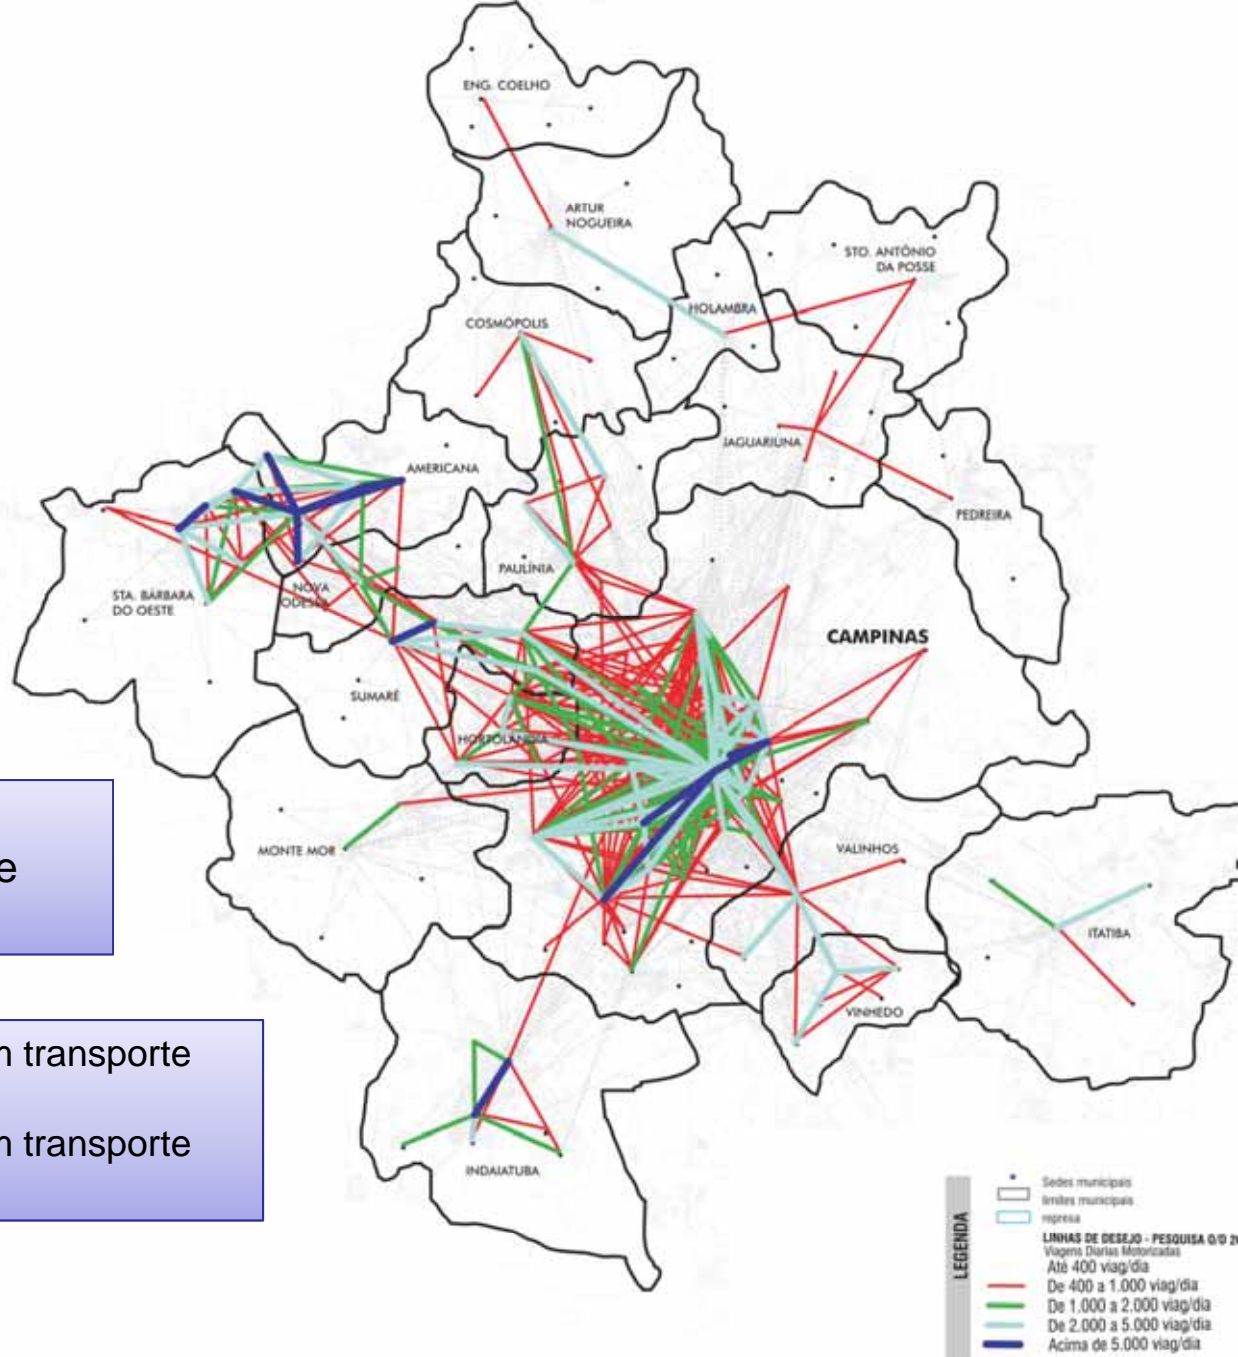 ENG. COELHO
ARTUR
NOGUEIRA
STO. ANTÔNIO
DA POSSE
HOLAMBRA
COSMÓPOLIS
JAGUARIUNA
AMERICANA
PEDREIRA
PAULÍNIA
STA. BÁRBARA
DO OESTE
NOVA
ODESSA
CAMPINAS
SUMARÉ
HORTOLÂNDIA
MONTE MOR
VALINHOS
ITATIBA
VINHEDO
INDAIATUBA
e
m transporte
m transporte
LEGENDA
Sedes municipais
limites municipais
represa
LINHAS DE DESEJO - PESQUISA O/D 20
Viagens Diarias Motorizadas
Até 400 viag/dia
De 400 a 1.000 viag/dia
De 1.000 a 2.000 viag/dia
De 2.000 a 5.000 viag/dia
Acima de 5.000 viag/dia